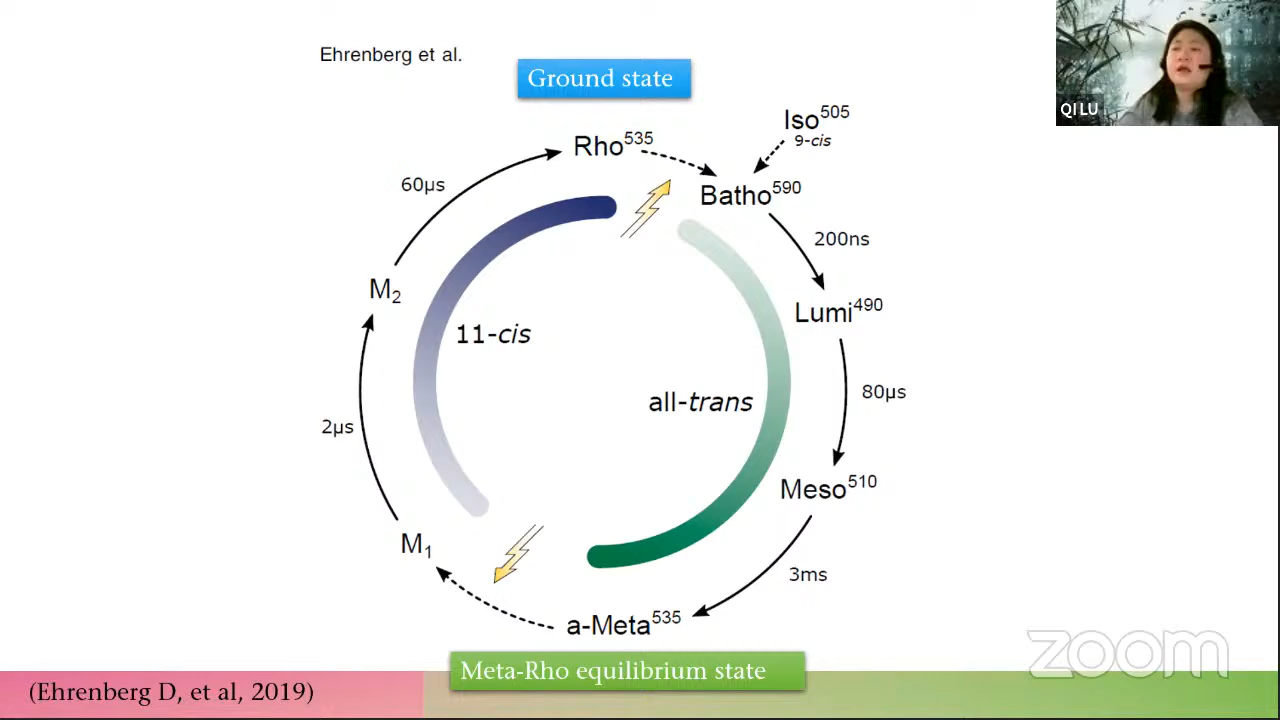 Ehrenberg et al.
Ground state
QI LU
Iso⁵⁰⁵
9-cis
Rho⁵³⁵
Batho⁵⁹⁰
60µs
200ns
M₂
Lumi⁴⁹⁰
11-cis
80µs
all-trans
2µs
Meso⁵¹⁰
M₁
3ms
a-Meta⁵³⁵
Meta-Rho equilibrium state
(Ehrenberg D, et al, 2019)
zoom